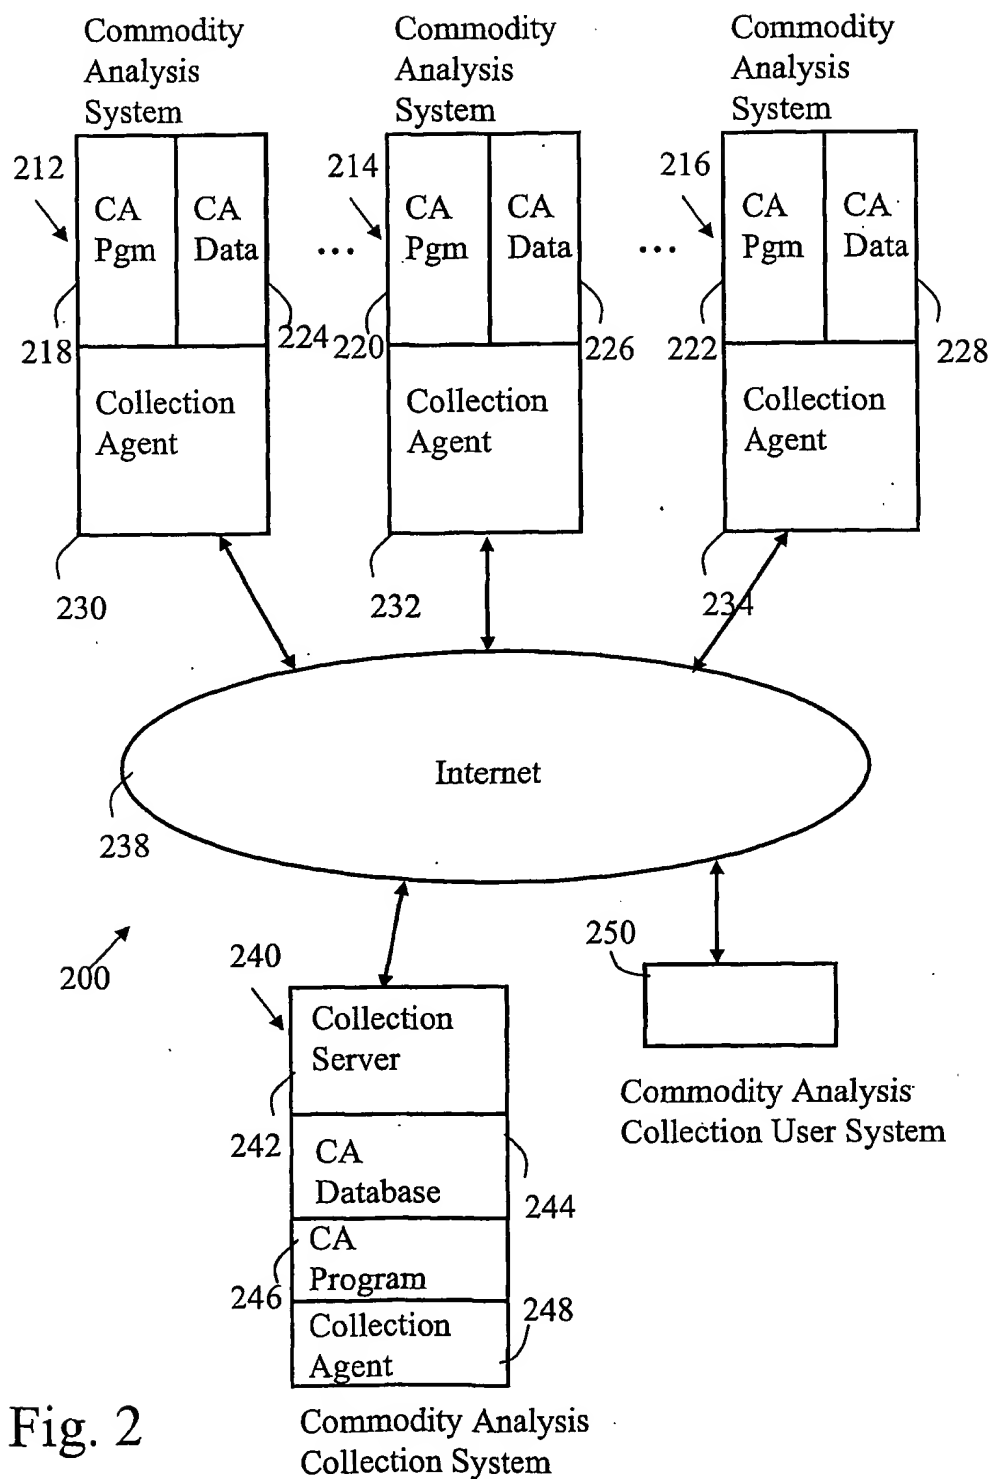 Commodity
Analysis
System
Commodity
Analysis
System
Commodity
Analysis
System
212
CA
Pgm
CA
Data
218
224
...
214
CA
Pgm
CA
Data
220
226
...
216
CA
Pgm
CA
Data
222
228
Collection
Agent
Collection
Agent
Collection
Agent
230
232
234
Internet
238
200
240
Collection
Server
242
CA
Database
244
CA
Program
246
Collection
Agent
248
Commodity Analysis
Collection System
250
Commodity Analysis
Collection User System
Fig. 2